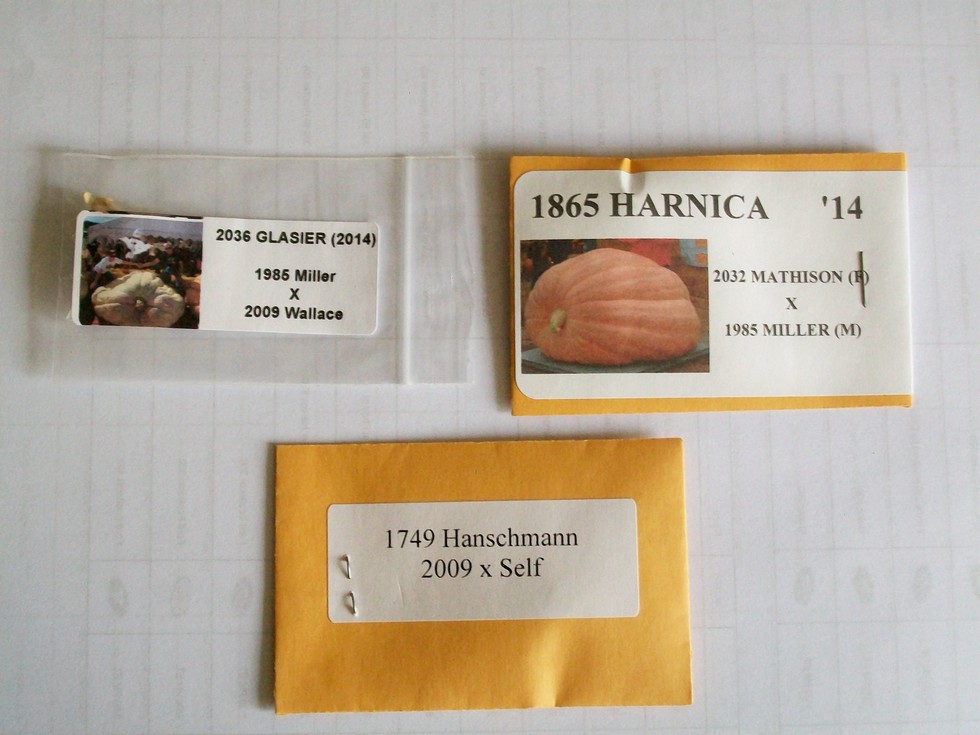 2036 GLASIER (2014)
1985 Miller
X
2009 Wallace
1865 HARNICA '14
2032 MATHISON (F)
X
1985 MILLER (M)
1749 Hanschmann
2009 x Self